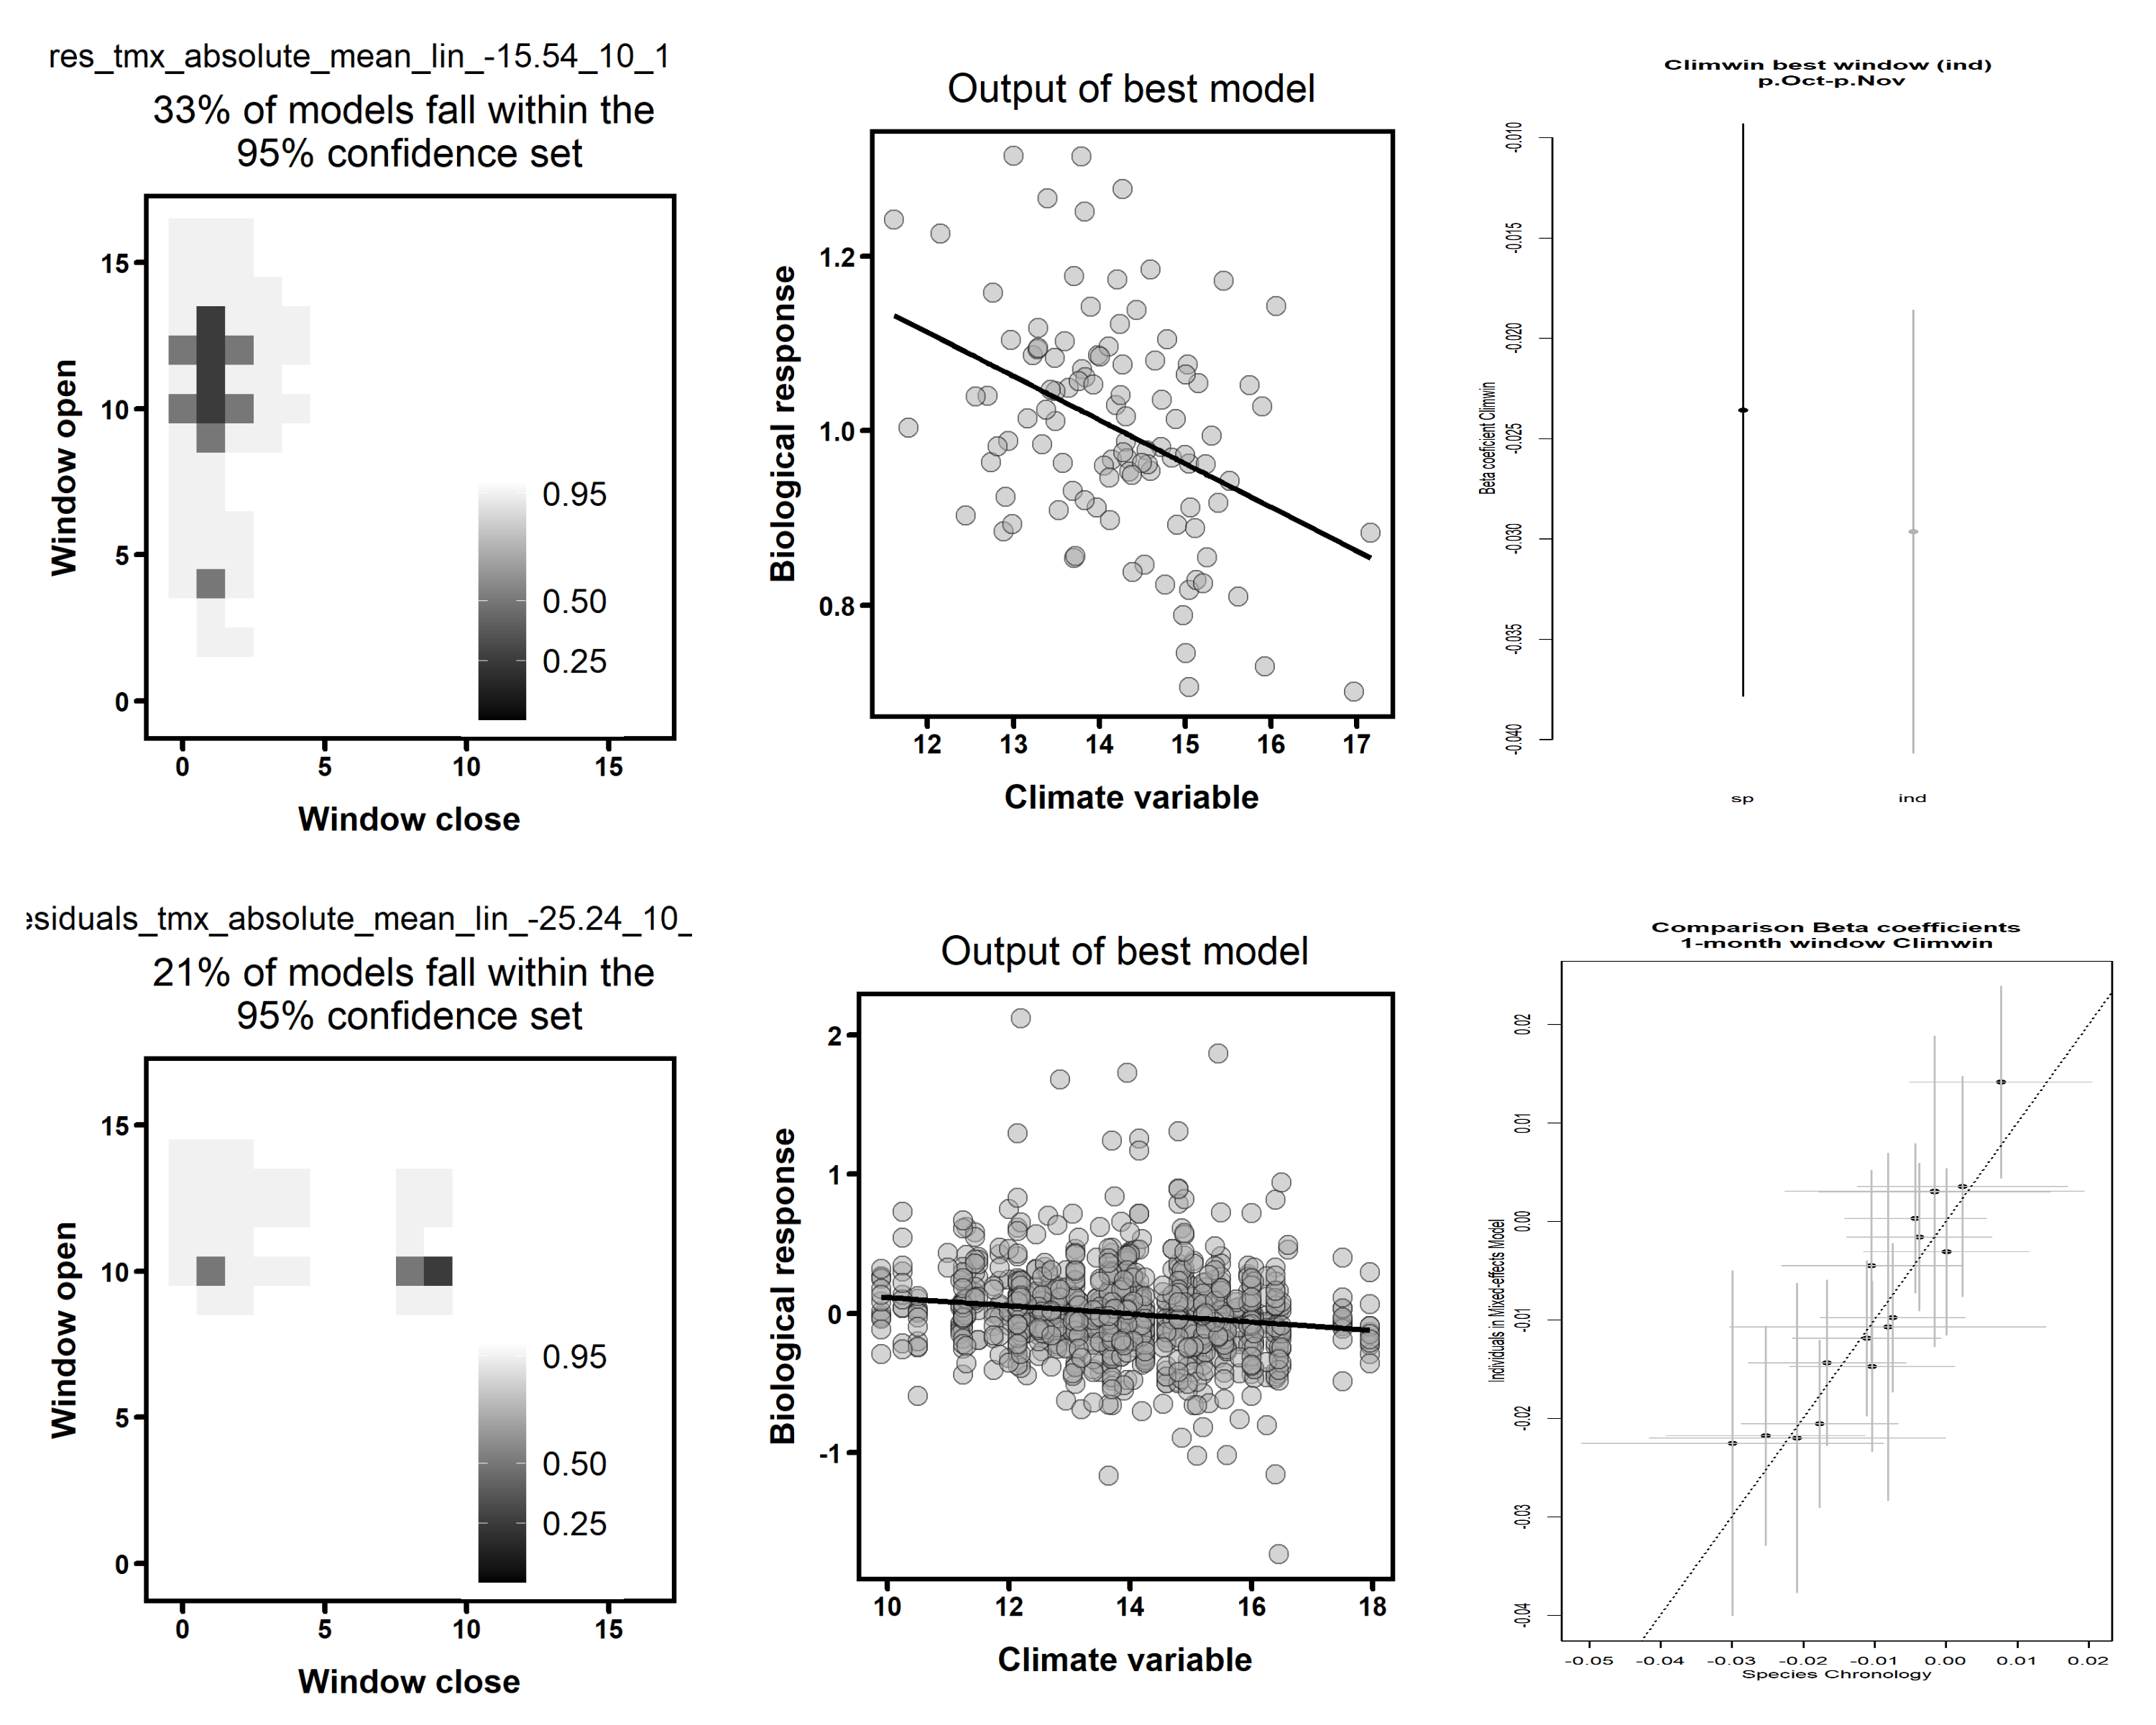 res_tmx_absolute_mean_lin_-15.54_10_1
33% of models fall within the
95% confidence set
Window open
15
10
5
0
0.95
0.50
0.25
0 5 10 15
Window close
Output of best model
Biological response
1.2
1.0
0.8
12 13 14 15 16 17
Climate variable
Climwin best window (ind)
p.Oct-p.Nov
Beta coeficient Climwin
-0.010
-0.015
-0.020
-0.025
-0.030
-0.035
-0.040
sp ind
esiduals_tmx_absolute_mean_lin_-25.24_10_
21% of models fall within the
95% confidence set
Window open
15
10
5
0
0.95
0.50
0.25
0 5 10 15
Window close
Output of best model
Biological response
2
1
0
-1
10 12 14 16 18
Climate variable
Comparison Beta coefficients
1-month window Climwin
Individuals in Mixed-effects Model
0.02
0.01
0.00
-0.01
-0.02
-0.03
-0.04
-0.05 -0.04 -0.03 -0.02 -0.01 0.00 0.01 0.02
Species Chronology